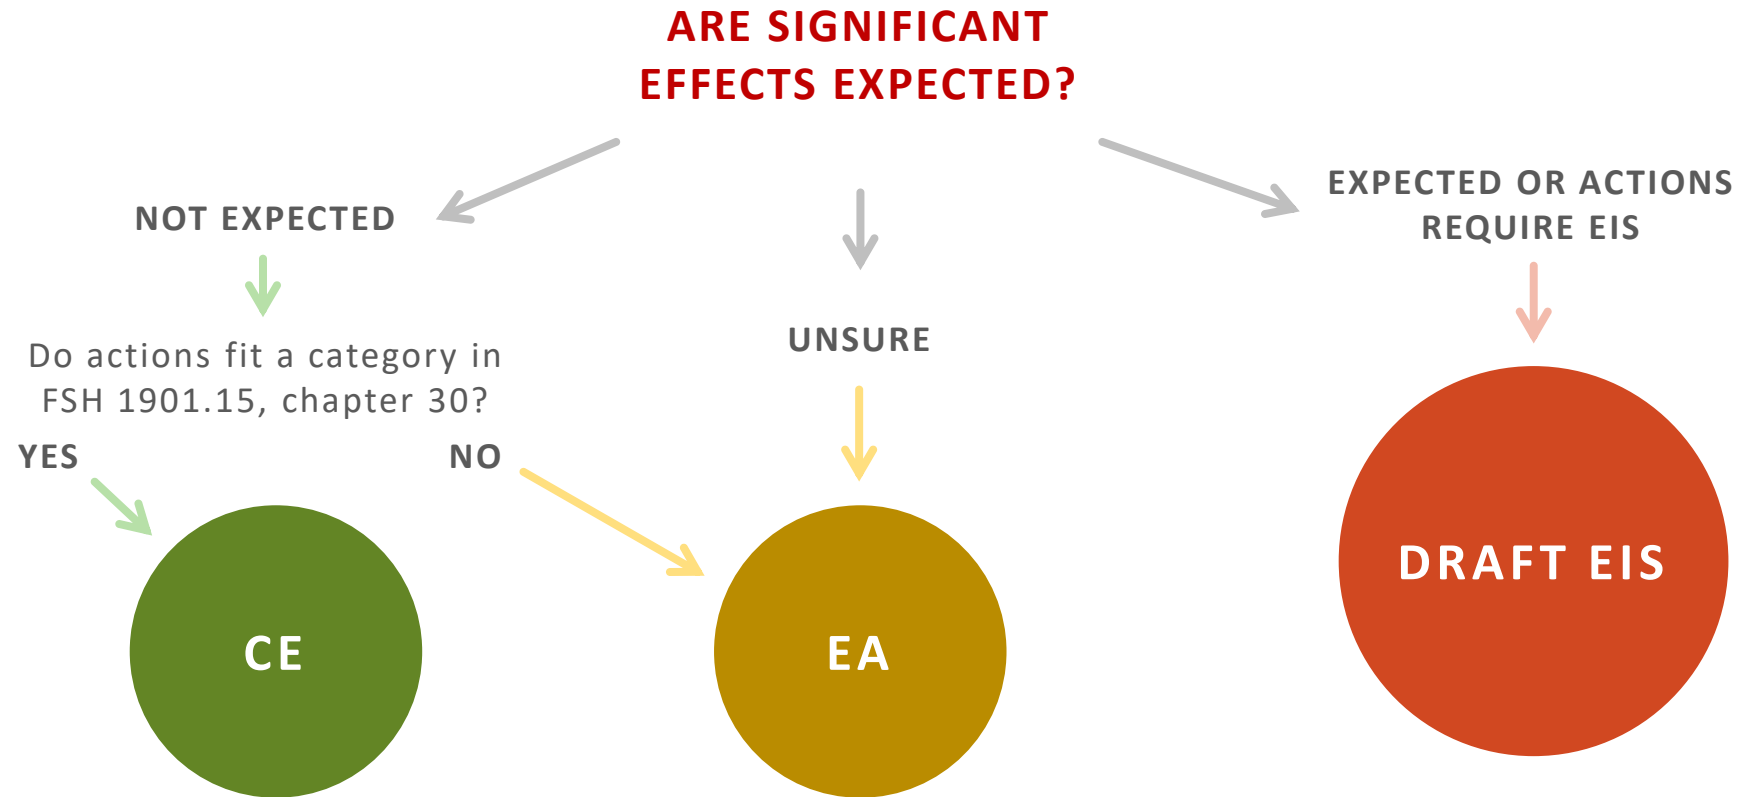 ARE SIGNIFICANT
EFFECTS EXPECTED?
NOT EXPECTED
Do actions fit a category in
FSH 1901.15, chapter 30?
YES
NO
CE
UNSURE
EA
EXPECTED OR ACTIONS
REQUIRE EIS
DRAFT EIS